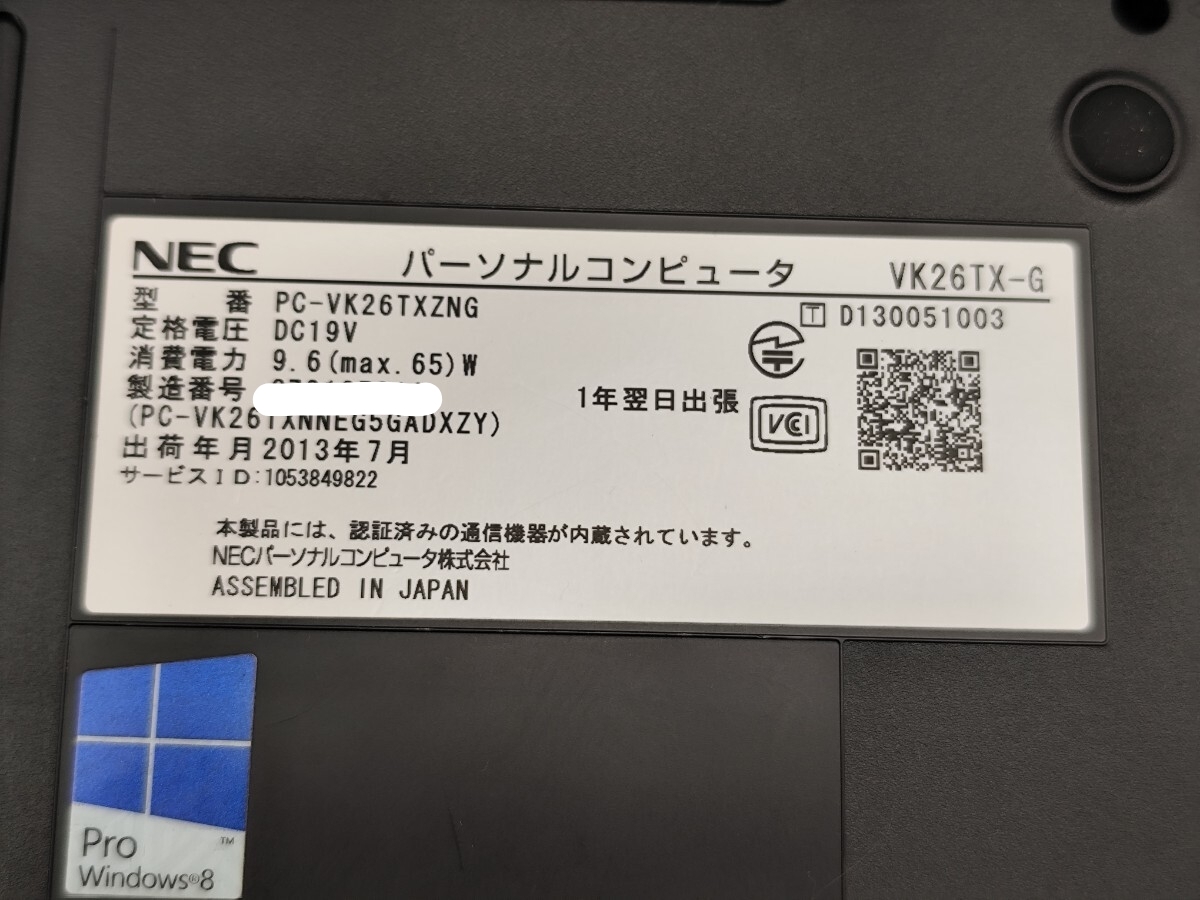 NEC パーソナルコンピュータ VK26TX-G
型 番 PC-VK26TXZNG
T D130051003
定格電圧 DC19V
消費電力 9.6(max.65)W
製造番号
1年翌日出張
VCI
(PC-VK26TXNNEG5GADXZY)
出荷年月 2013年7月
サービスID:1053849822
本製品には、認証済みの通信機器が内蔵されています。
NECパーソナルコンピュータ株式会社
ASSEMBLED IN JAPAN
Pro ™
Windows®8